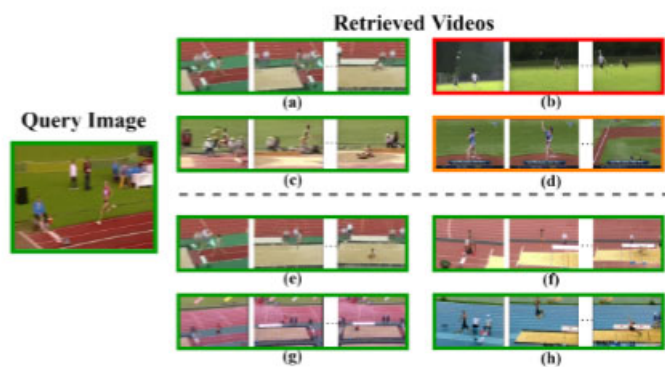 Retrieved Videos
(a)
(b)
Query Image
(c)
(d)
(e)
(f)
(g)
(h)